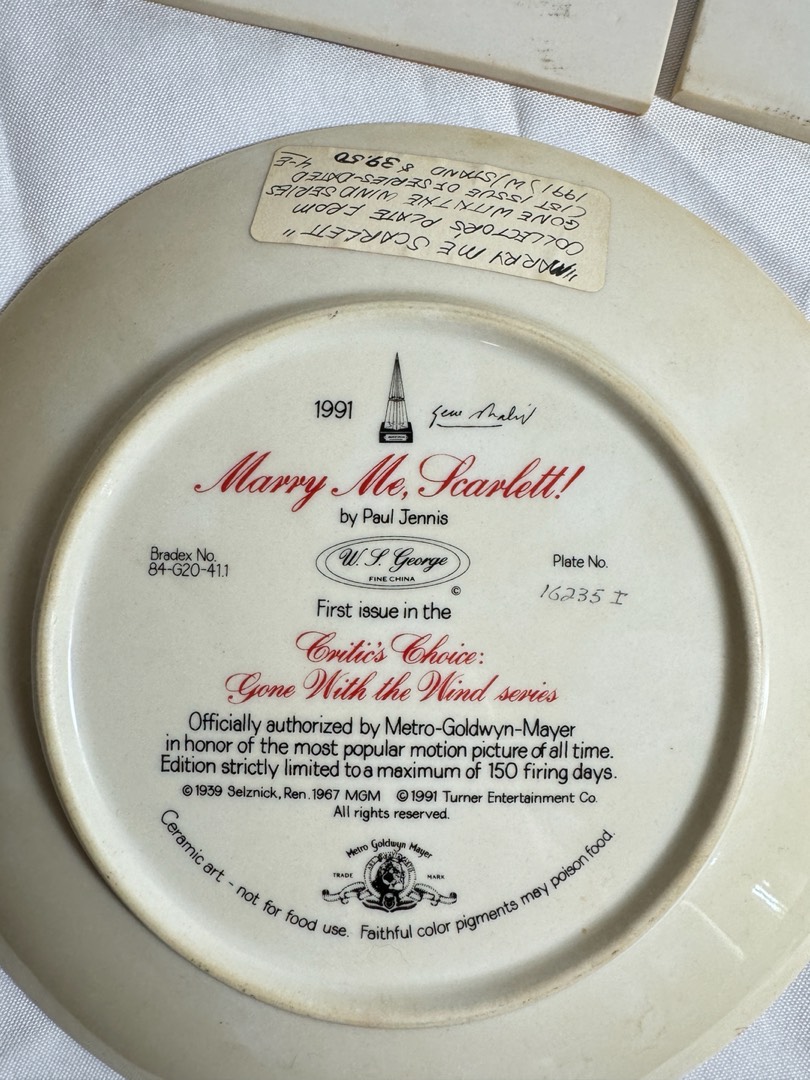 "MARRY ME SCARLETT"
COLLECTOR'S PLATE FROM
GONE WITH THE WIND SERIES
(1ST ISSUE OF SERIES-DATED
1991) W/STAND $39.50 4-E
1991 Gene Shalit
Marry Me, Scarlett!
by Paul Jennis
Bradex No.
84-G20-41.1
W. S. George
FINE CHINA
©
Plate No.
16235 I
First issue in the
Critic's Choice:
Gone With the Wind series
Officially authorized by Metro-Goldwyn-Mayer
in honor of the most popular motion picture of all time.
Edition strictly limited to a maximum of 150 firing days.
© 1939 Selznick, Ren. 1967 MGM © 1991 Turner Entertainment Co.
All rights reserved.
Metro Goldwyn Mayer
TRADE MARK
Ceramic art - not for food use. Faithful color pigments may poison food.